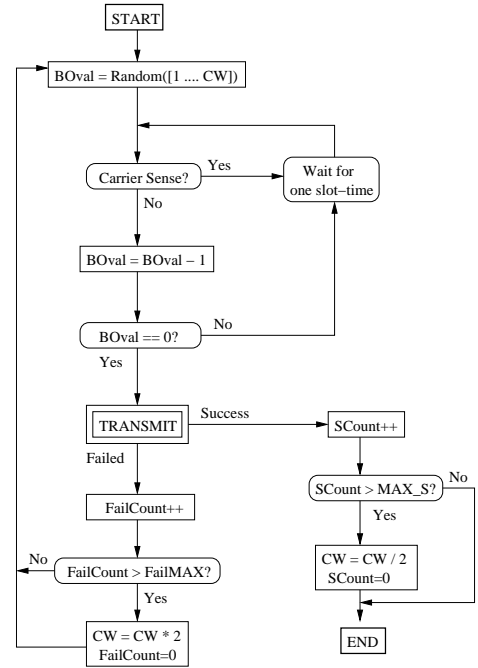 START
BOval = Random([1 .... CW])
Carrier Sense?
Yes
Wait for
one slot−time
No
BOval = BOval − 1
BOval == 0?
No
Yes
TRANSMIT
Success
SCount++
Failed
FailCount++
SCount > MAX_S?
No
Yes
FailCount > FailMAX?
No
Yes
CW = CW / 2
SCount=0
CW = CW * 2
FailCount=0
END